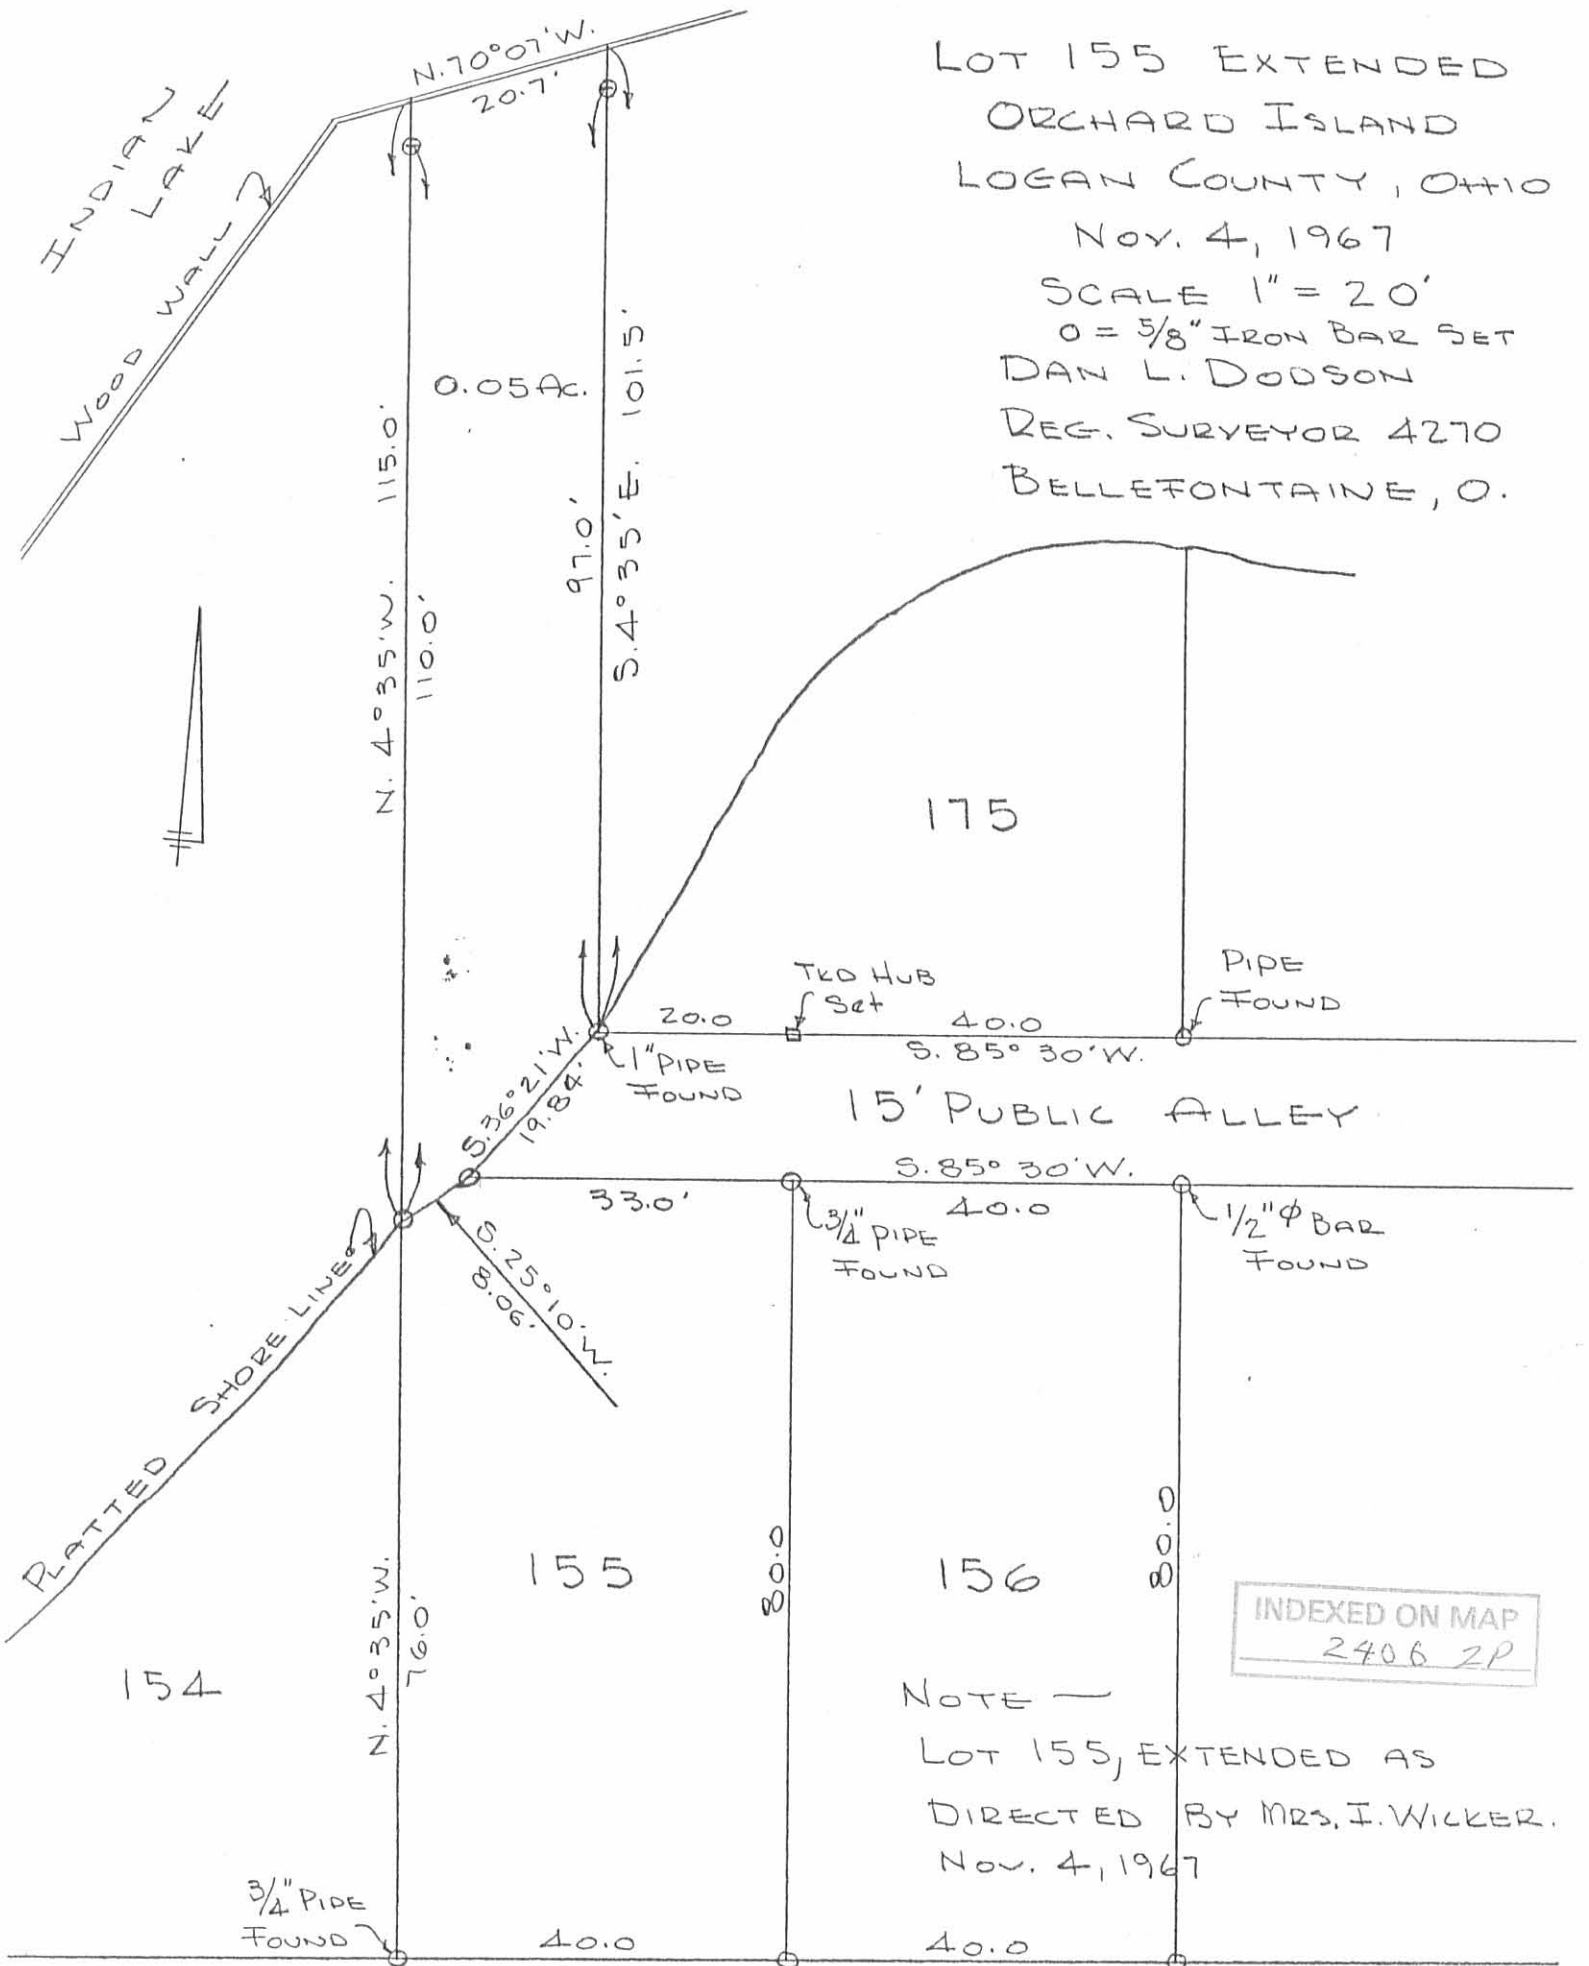 LOT 155 EXTENDED
ORCHARD ISLAND
LOGAN COUNTY, OHIO
NOV. 4, 1967
SCALE 1" = 20'
O = 5/8" IRON BAR SET
DAN L. DODSON
REG. SURVEYOR 4270
BELLEFONTAINE, O.
N. 70° 07' W.
20.7'
INDIAN
LAKE
WOOD WALL
0.05 Ac.
N. 4° 35' W. 115.0'
110.0'
97.0'
S. 4° 35' E. 101.5'
175
TKD HUB
Set
PIPE
FOUND
20.0
40.0
S. 85° 30' W.
1" PIPE
FOUND
S. 36° 21' W.
19.84'
15' PUBLIC ALLEY
S. 85° 30' W.
33.0'
40.0
3/4" PIPE
FOUND
1/2" Φ BAR
FOUND
S. 25° 10' W.
8.06'
PLATTED SHORE LINE
N. 4° 35' W.
76.0'
155
80.0
156
80.0
154
INDEXED ON MAP
2406 2P
NOTE —
LOT 155, EXTENDED AS
DIRECTED BY MRS. I. WICKER.
Nov. 4, 1967
3/4" PIPE
FOUND
40.0
40.0